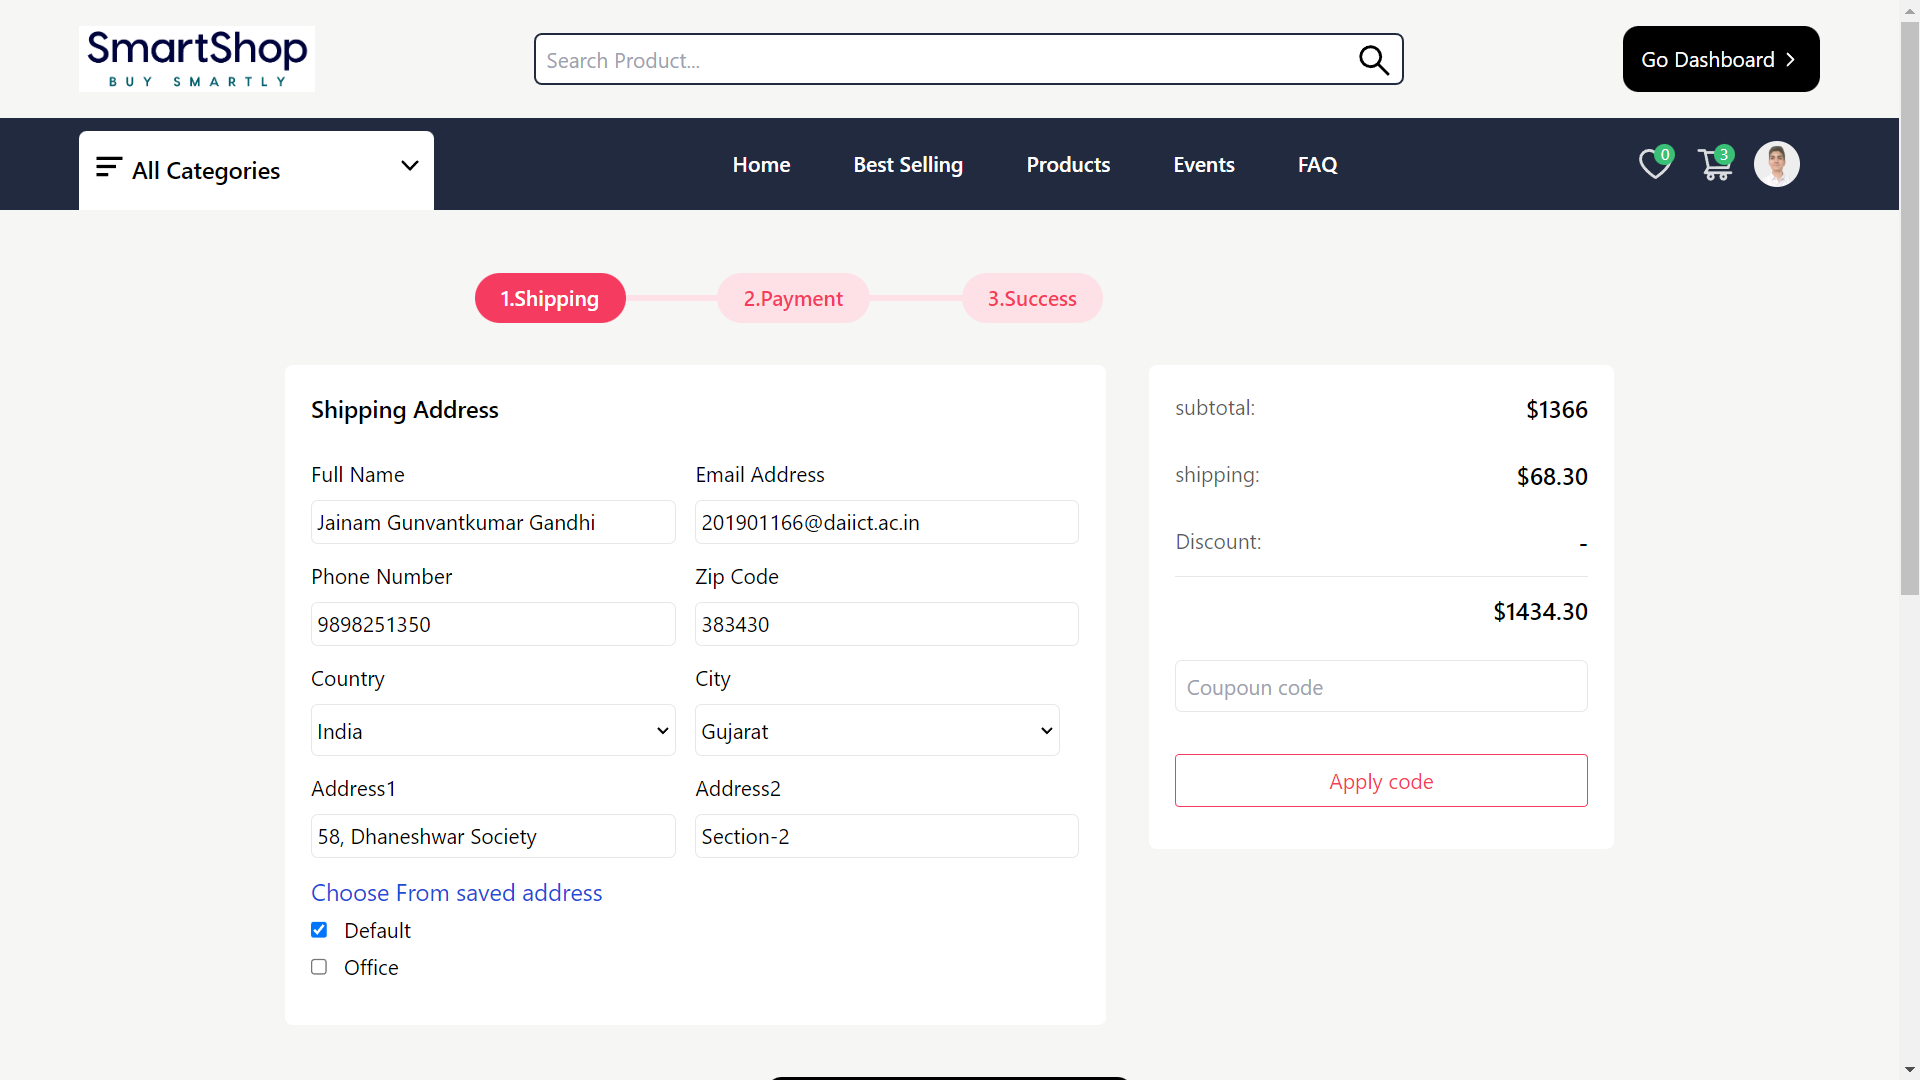 SmartShop
BUY SMARTLY
Search Product...
Go Dashboard
All Categories
Home
Best Selling
Products
Events
FAQ
0
3
1.Shipping
2.Payment
3.Success
Shipping Address
Full Name
Email Address
Jainam Gunvantkumar Gandhi
201901166@daiict.ac.in
Phone Number
Zip Code
9898251350
383430
Country
City
India
Gujarat
Address1
Address2
58, Dhaneshwar Society
Section-2
Choose From saved address
Default
Office
subtotal:
$1366
shipping:
$68.30
Discount:
-
$1434.30
Coupoun code
Apply code